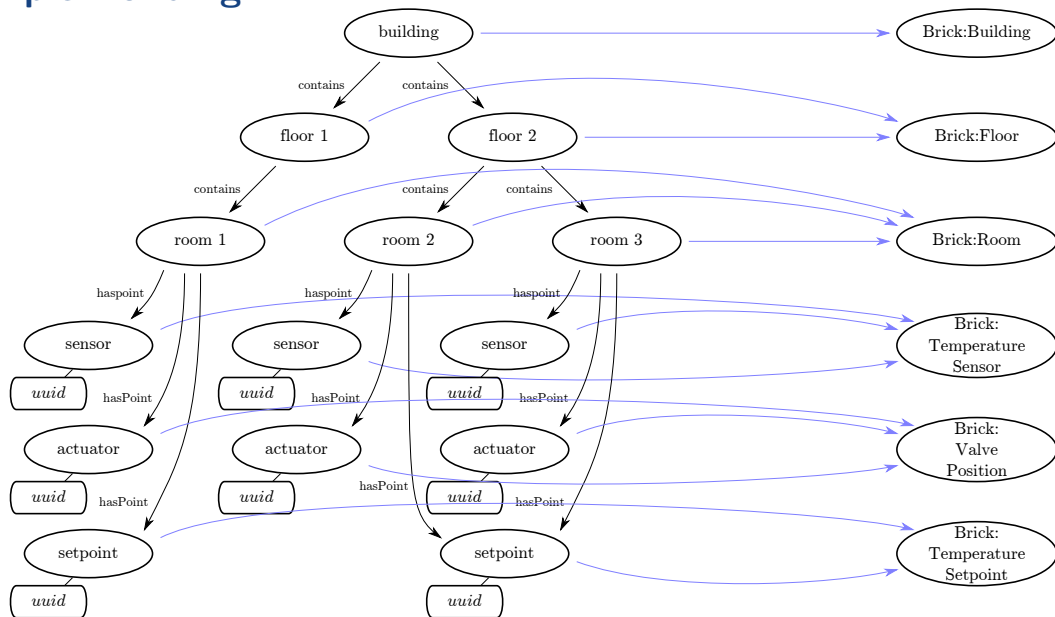 building
Brick:Building
contains
contains
floor 1
floor 2
Brick:Floor
contains
contains
contains
room 1
room 2
room 3
Brick:Room
haspoint
haspoint
haspoint
sensor
sensor
sensor
Brick:
Temperature
Sensor
uuid
uuid
uuid
hasPoint
hasPoint
hasPoint
actuator
actuator
actuator
Brick:
Valve
Position
uuid
uuid
uuid
hasPoint
hasPoint
hasPoint
setpoint
setpoint
Brick:
Temperature
Setpoint
uuid
uuid